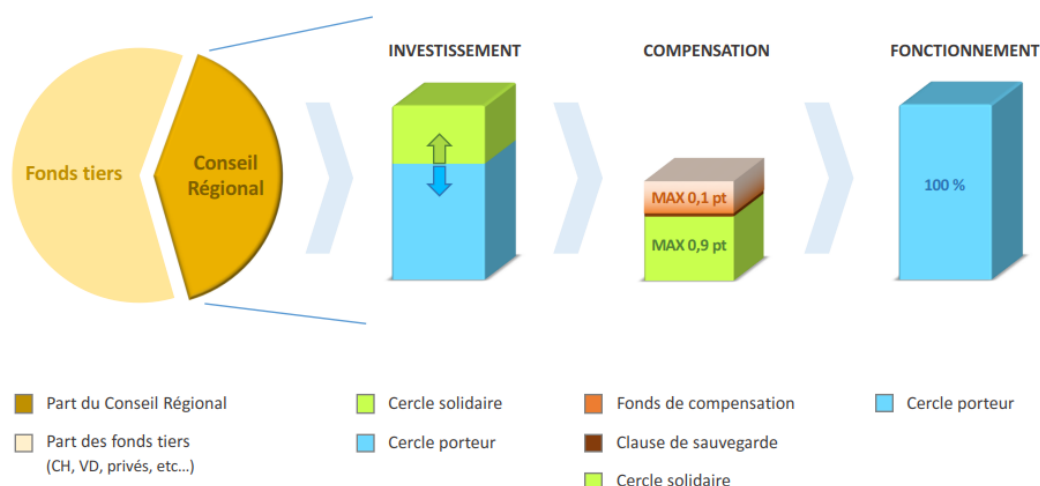 INVESTISSEMENT
COMPENSATION
FONCTIONNEMENT
Fonds tiers
Conseil
Régional
MAX 0,1 pt
MAX 0,9 pt
100 %
Part du Conseil Régional
Part des fonds tiers
(CH, VD, privés, etc…)
Cercle solidaire
Cercle porteur
Fonds de compensation
Clause de sauvegarde
Cercle solidaire
Cercle porteur